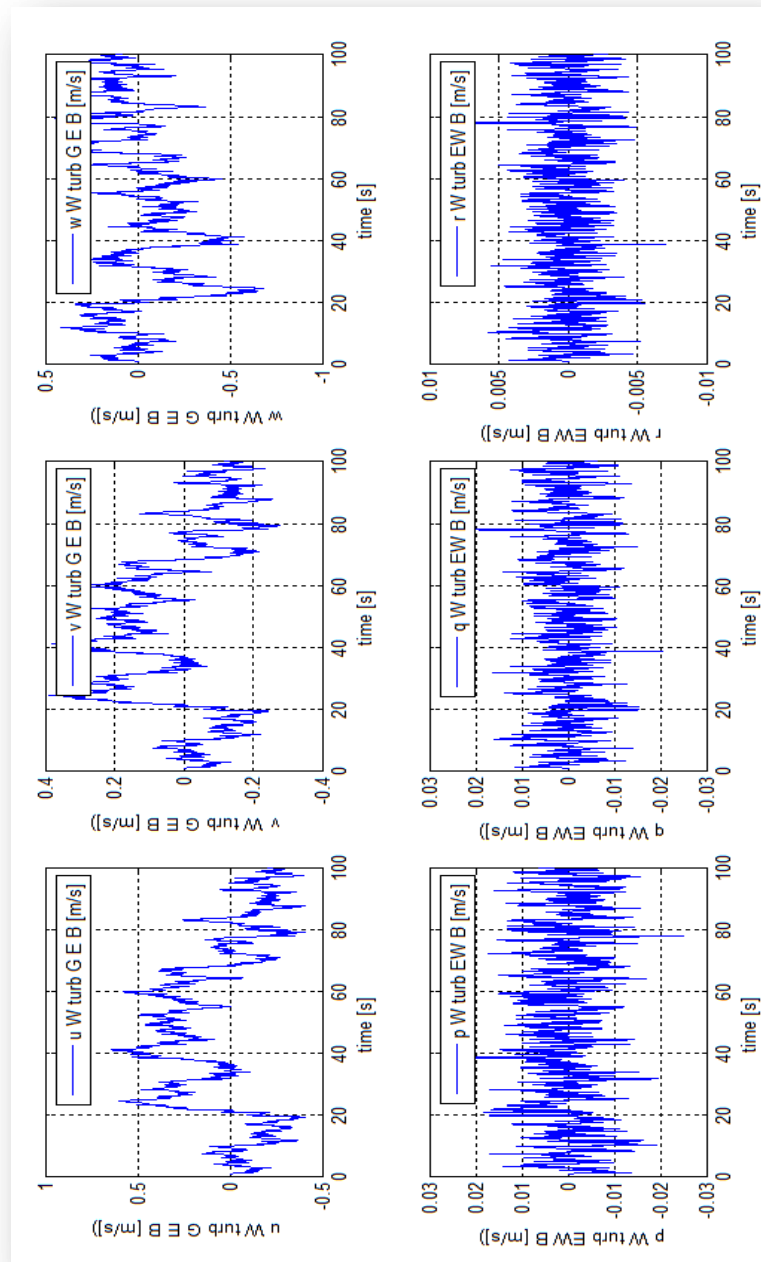 u W turb G E B [m/s])
1
0.5
0
-0.5
u W turb G E B [m/s]
0 20 40 60 80 100
time [s]
v W turb G E B [m/s])
0.4
0.2
0
-0.2
-0.4
v W turb G E B [m/s]
0 20 40 60 80 100
time [s]
w W turb G E B [m/s])
0.5
0
-0.5
-1
w W turb G E B [m/s]
0 20 40 60 80 100
time [s]
p W turb EW B [m/s])
0.03
0.02
0.01
0
-0.01
-0.02
-0.03
p W turb EW B [m/s]
0 20 40 60 80 100
time [s]
q W turb EW B [m/s])
0.03
0.02
0.01
0
-0.01
-0.02
-0.03
q W turb EW B [m/s]
0 20 40 60 80 100
time [s]
r W turb EW B [m/s])
0.01
0.005
0
-0.005
-0.01
r W turb EW B [m/s]
0 20 40 60 80 100
time [s]